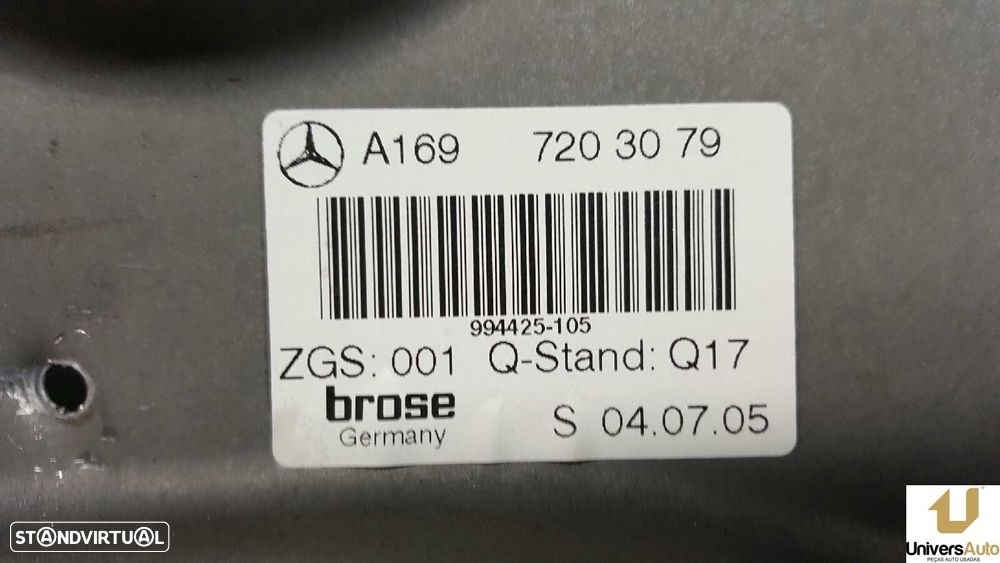 A169 720 30 79
994425-105
ZGS: 001 Q-Stand: Q17
brose
Germany
S 04.07.05
STANDVIRTUAL
UniversAuto
PEÇAS AUTO USADAS